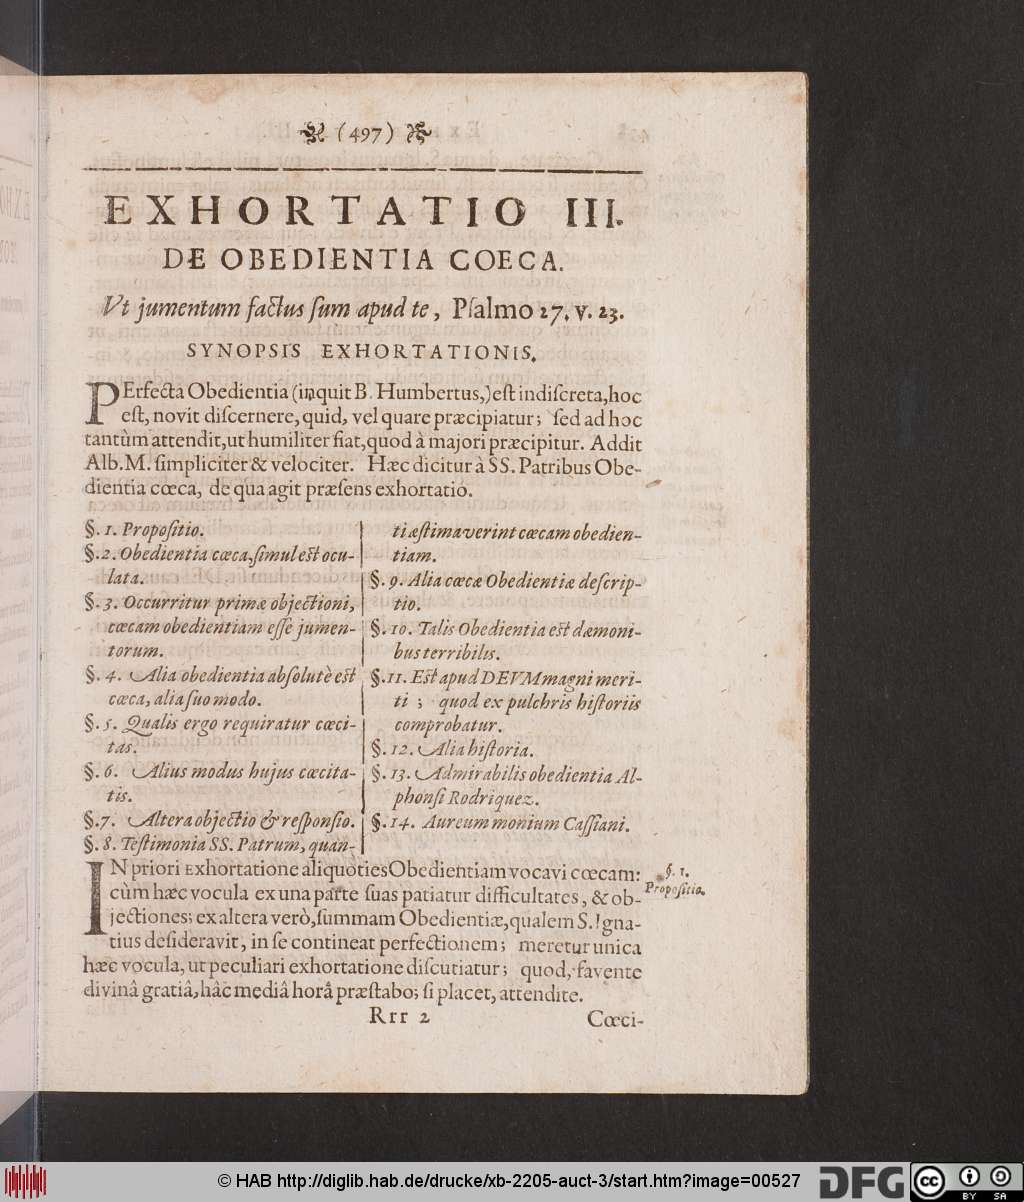 (497)
EXHORTATIO III.
DE OBEDIENTIA COECA.
Vt jumentum factus ſum apud te, Pſalmo 27. v. 23.
SYNOPSIS EXHORTATIONIS.
PErfecta Obedientia (inquit B. Humbertus,) eſt indiſcreta, hoc
eſt, novit diſcernere, quid, vel quare præcipiatur; ſed ad hoc
tantùm attendit, ut humiliter fiat, quod à majori præcipitur. Addit
Alb. M. ſimpliciter & velociter. Hæc dicitur à SS. Patribus Obe-
dientia cœca, de qua agit præſens exhortatio.
§. 1. Propoſitio.
§. 2. Obedientia cœca, ſimul eſt ocu-
lata.
§. 3. Occurritur primæ objectioni,
cœcam obedientiam eſſe jumen-
torum.
§. 4. Alia obedientia abſolutè eſt
cœca, alia ſuo modo.
§. 5. Qualis ergo requiratur cœci-
tas.
§. 6. Alius modus hujus cœcita-
tis.
§. 7. Altera objectio & reſponſio.
§. 8. Teſtimonia SS. Patrum, quan-
ti æſtimaverint cœcam obedien-
tiam.
§. 9. Alia cœcæ Obedientiæ deſcrip-
tio.
§. 10. Talis Obedientia eſt dæmoni-
bus terribilis.
§. 11. Eſt apud DEVM magni meri-
ti; quod ex pulchris hiſtoriis
comprobatur.
§. 12. Alia hiſtoria.
§. 13. Admirabilis obedientia Al-
phonſi Rodriquez.
§. 14. Aureum monium Caſſiani.
IN priori Exhortatione aliquoties Obedientiam vocavi cœcam:
cùm hæc vocula ex una parte ſuas patiatur difficultates, & ob-
jectiones; ex altera verò, ſummam Obedientiæ, qualem S. Igna-
tius deſideravit, in ſe contineat perfectionem; meretur unica
hæc vocula, ut peculiari exhortatione diſcutiatur; quod, favente
divinâ gratiâ, hâc mediâ horâ præſtabo; ſi placet, attendite.
§. 1.
Propoſitio.
Rrr 2 Cœci-
© HAB http://diglib.hab.de/drucke/xb-2205-auct-3/start.htm?image=00527
DFG
cc
BY SA